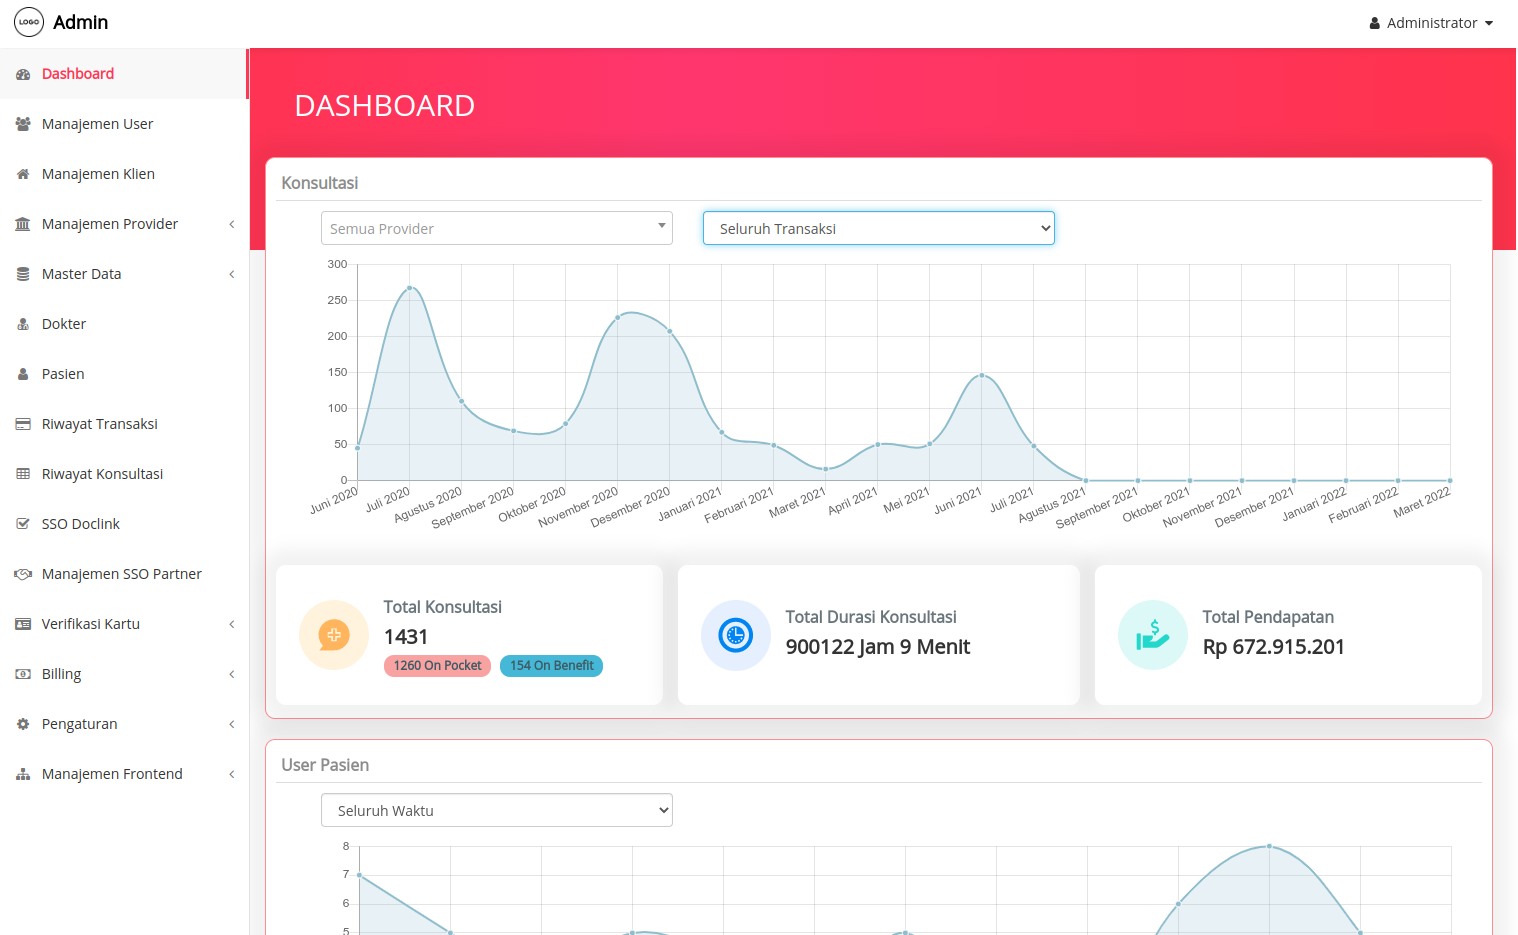 LOGO Admin
Administrator
Dashboard
Manajemen User
Manajemen Klien
Manajemen Provider
Master Data
Dokter
Pasien
Riwayat Transaksi
Riwayat Konsultasi
SSO Doclink
Manajemen SSO Partner
Verifikasi Kartu
Billing
Pengaturan
Manajemen Frontend
DASHBOARD
Konsultasi
Semua Provider
Seluruh Transaksi
300
250
200
150
100
50
0
Juni 2020
Juli 2020
Agustus 2020
September 2020
Oktober 2020
November 2020
Desember 2020
Januari 2021
Februari 2021
Maret 2021
April 2021
Mei 2021
Juni 2021
Juli 2021
Agustus 2021
September 2021
Oktober 2021
November 2021
Desember 2021
Januari 2022
Februari 2022
Maret 2022
Total Konsultasi
1431
1260 On Pocket
154 On Benefit
Total Durasi Konsultasi
900122 Jam 9 Menit
Total Pendapatan
Rp 672.915.201
User Pasien
Seluruh Waktu
8
7
6
5